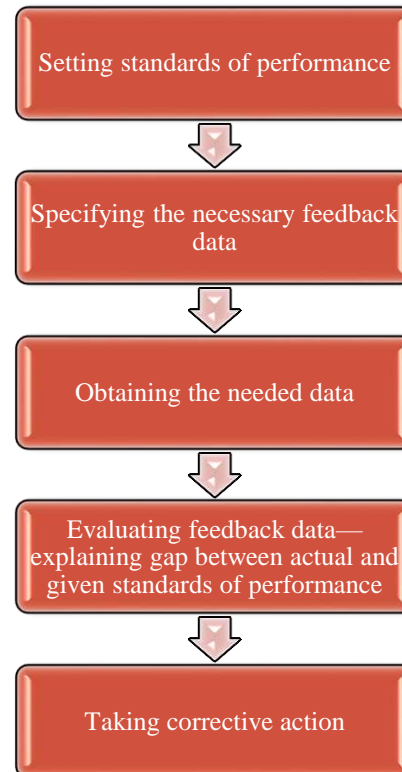 Setting standards of performance
Specifying the necessary feedback
data
Obtaining the needed data
Evaluating feedback data—
explaining gap between actual and
given standards of performance
Taking corrective action